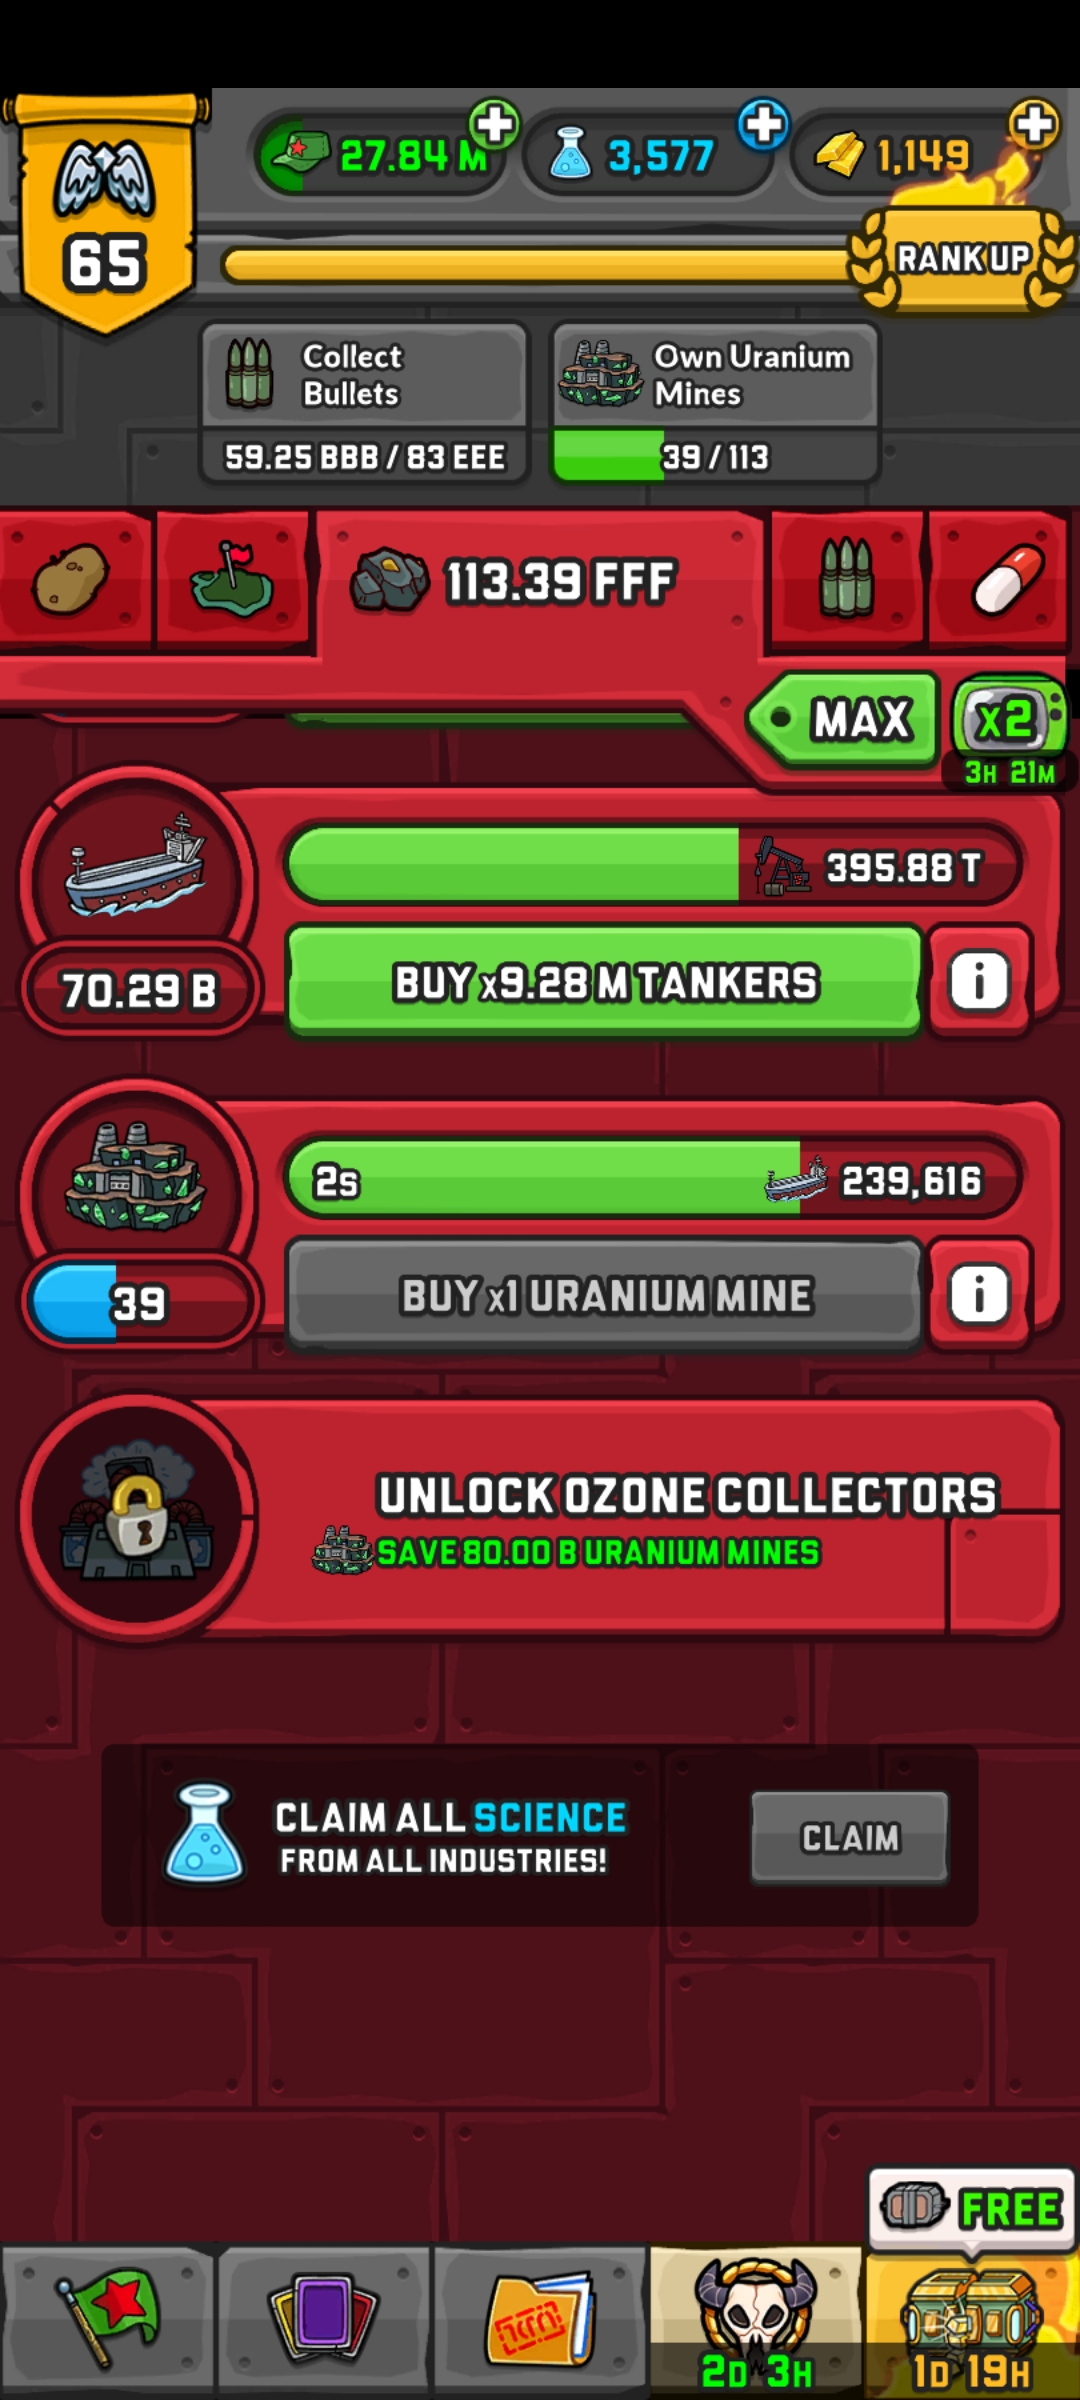 27.84 M
3,577
1,149
65
RANK UP
Collect
Bullets
59.25 BBB / 83 EEE
Own Uranium
Mines
39 / 113
113.39 FFF
MAX
X2
3H 21M
395.88 T
70.29 B
BUY x9.28 M TANKERS
i
2s
239,616
39
BUY x1 URANIUM MINE
i
UNLOCK OZONE COLLECTORS
SAVE 80.00 B URANIUM MINES
CLAIM ALL SCIENCE
FROM ALL INDUSTRIES!
CLAIM
FREE
2D 3H
1D 19H